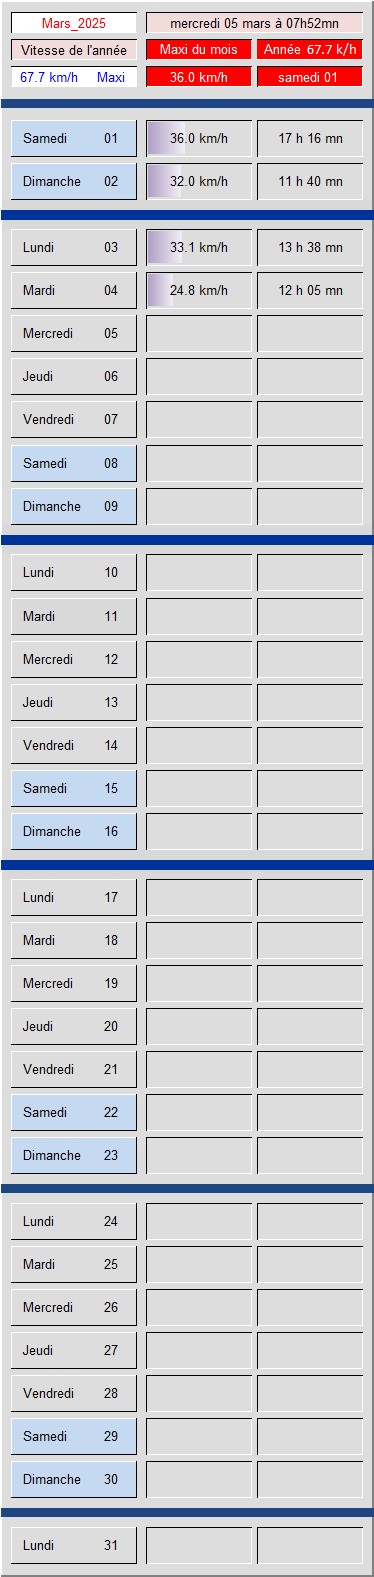 Mars_2025 mercredi 05 mars à 07h52mn
Vitesse de l'année Maxi du mois Année 67.7 k/h
67.7 km/h Maxi 36.0 km/h samedi 01
Samedi 01 36.0 km/h 17 h 16 mn
Dimanche 02 32.0 km/h 11 h 40 mn
Lundi 03 33.1 km/h 13 h 38 mn
Mardi 04 24.8 km/h 12 h 05 mn
Mercredi 05
Jeudi 06
Vendredi 07
Samedi 08
Dimanche 09
Lundi 10
Mardi 11
Mercredi 12
Jeudi 13
Vendredi 14
Samedi 15
Dimanche 16
Lundi 17
Mardi 18
Mercredi 19
Jeudi 20
Vendredi 21
Samedi 22
Dimanche 23
Lundi 24
Mardi 25
Mercredi 26
Jeudi 27
Vendredi 28
Samedi 29
Dimanche 30
Lundi 31